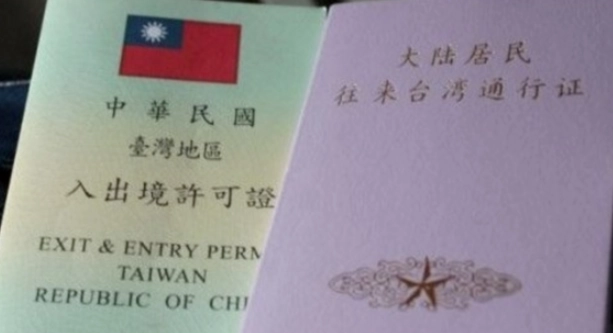 中華民國
臺灣地區
入出境許可證
EXIT & ENTRY PERM
TAIWAN
REPUBLIC OF CH
大陆居民
往来台湾通行证